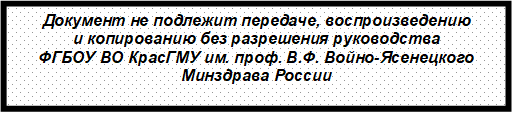 Документ не подлежит передаче, воспроизведению
и копированию без разрешения руководства
ФГБОУ ВО КрасГМУ им. проф. В.Ф. Войно-Ясенецкого
Минздрава России